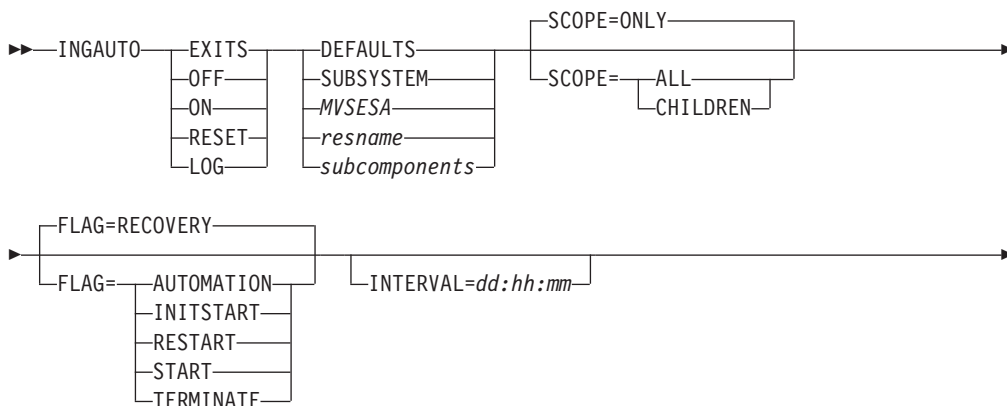 SCOPE=ONLY
INGAUTO EXITS DEFAULTS
OFF SUBSYSTEM SCOPE= ALL
ON MVSESA CHILDREN
RESET resname
LOG subcomponents
FLAG=RECOVERY
FLAG= AUTOMATION INTERVAL=dd:hh:mm
INITSTART
RESTART
START
TERMINATE